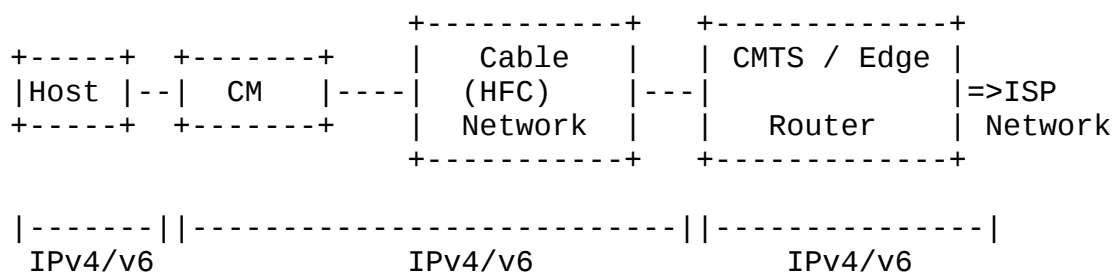 +-----------+   +-------------+
+-----+  +-------+       |   Cable   |   | CMTS / Edge |
|Host |--|  CM   |----|  (HFC)    |---|             |=>ISP
+-----+  +-------+       |  Network  |   |   Router    | Network
                         +-----------+   +-------------+
|-------||---------------------------||---------------|
 IPv4/v6              IPv4/v6              IPv4/v6